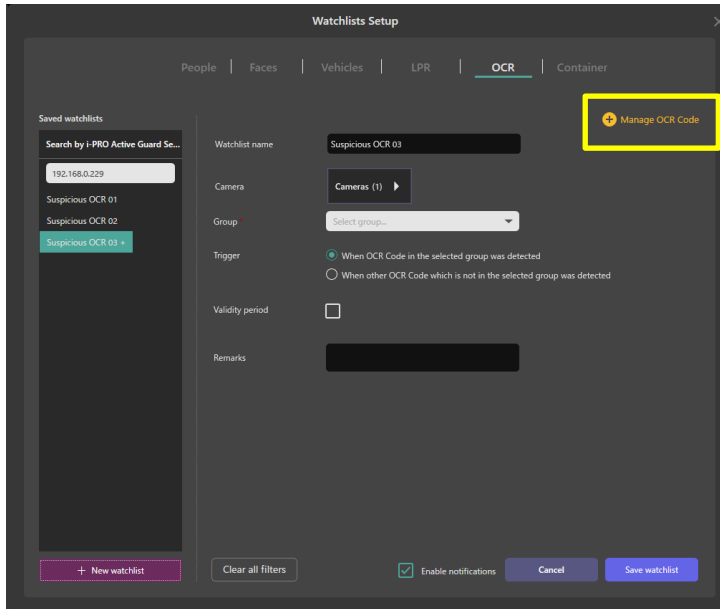 Watchlists Setup
People
Faces
Vehicles
LPR
OCR
Container
Manage OCR Code
Saved watchlists
Search by i-PRO Active Guard Se...
192.168.0.229
Suspicious OCR 01
Suspicious OCR 02
Suspicious OCR 03 +
Watchlist name
Suspicious OCR 03
Camera
Cameras (1)
Group *
Select group...
Trigger
When OCR Code in the selected group was detected
When other OCR Code which is not in the selected group was detected
Validity period
Remarks
+ New watchlist
Clear all filters
Enable notifications
Cancel
Save watchlist